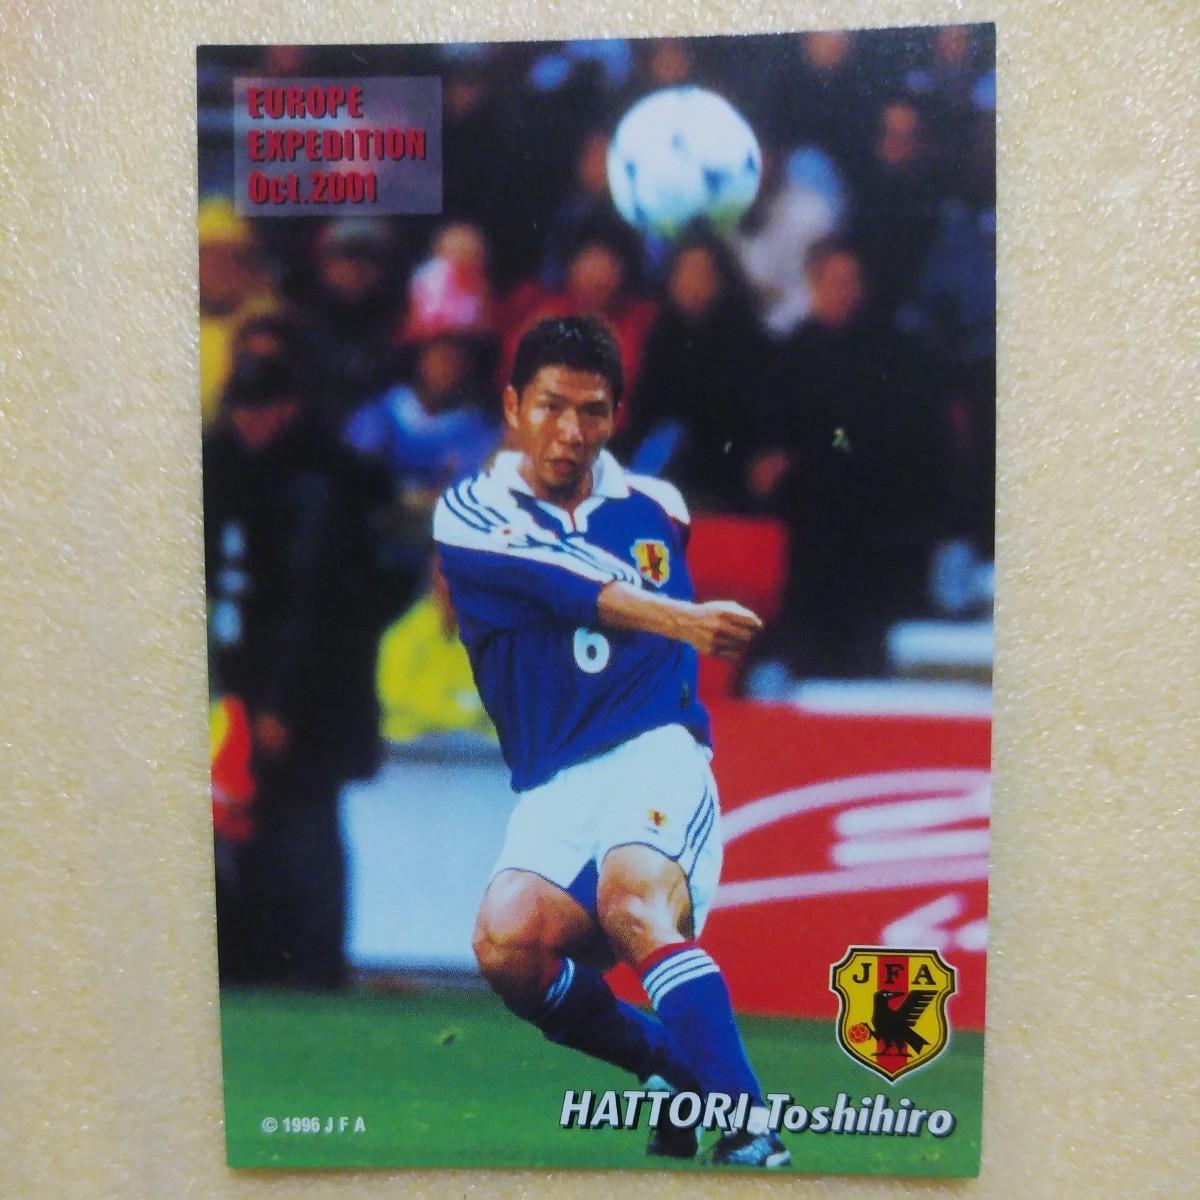 EUROPE
EXPEDITION
Oct.2001
6
JFA
HATTORI Toshihiro
© 1996 J F A